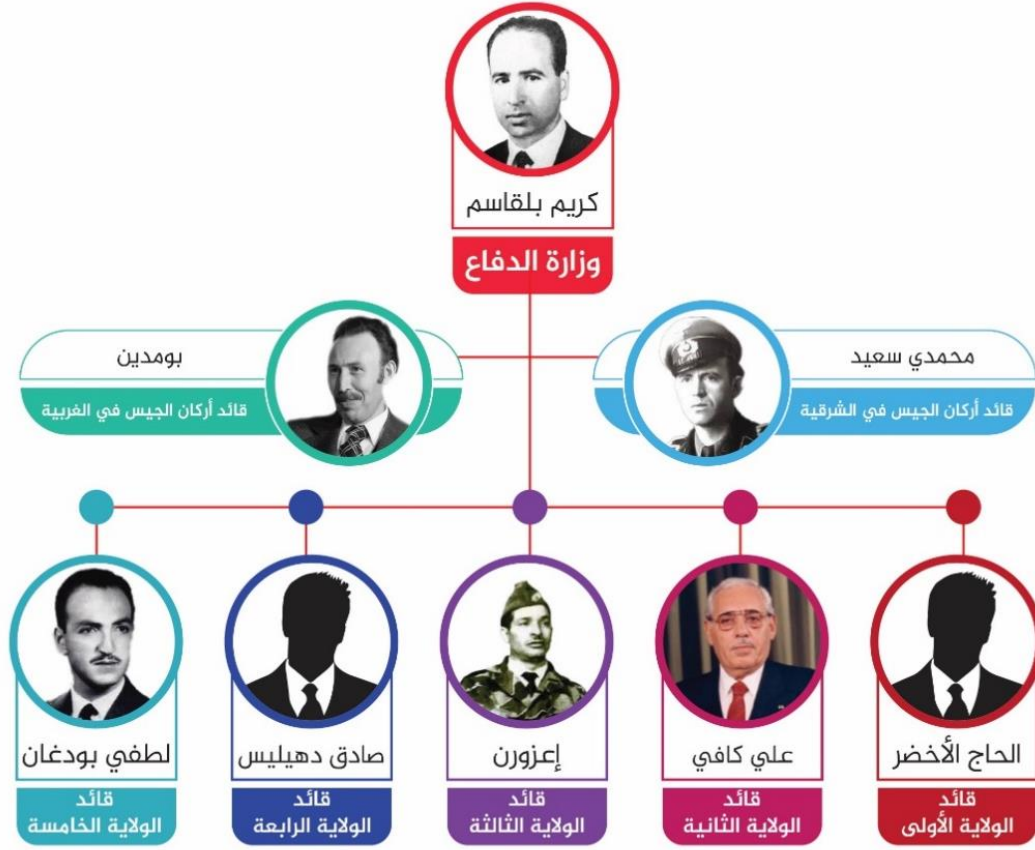 كريم بلقاسم
وزارة الدفاع
محمدي سعيد
قائد أركان الجيس في الشرقية
بومدين
قائد أركان الجيس في الغربية
الحاج الأخضر
قائد
الولاية الأولى
علي كافي
قائد
الولاية الثانية
إعزورن
قائد
الولاية الثالثة
صادق دهيليس
قائد
الولاية الرابعة
لطفي بودغان
قائد
الولاية الخامسة